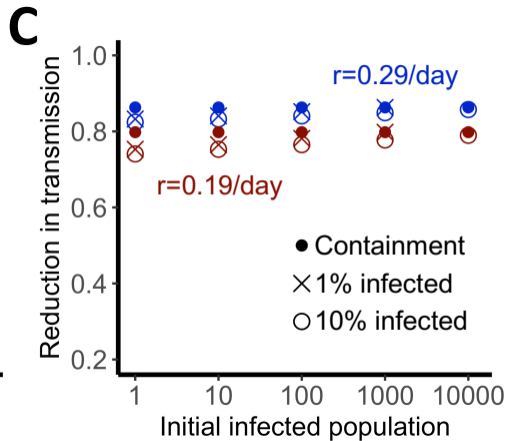 C
Reduction in transmission
1.0
0.8
0.6
0.4
0.2
r=0.29/day
r=0.19/day
Containment
1% infected
10% infected
1 10 100 1000 10000
Initial infected population